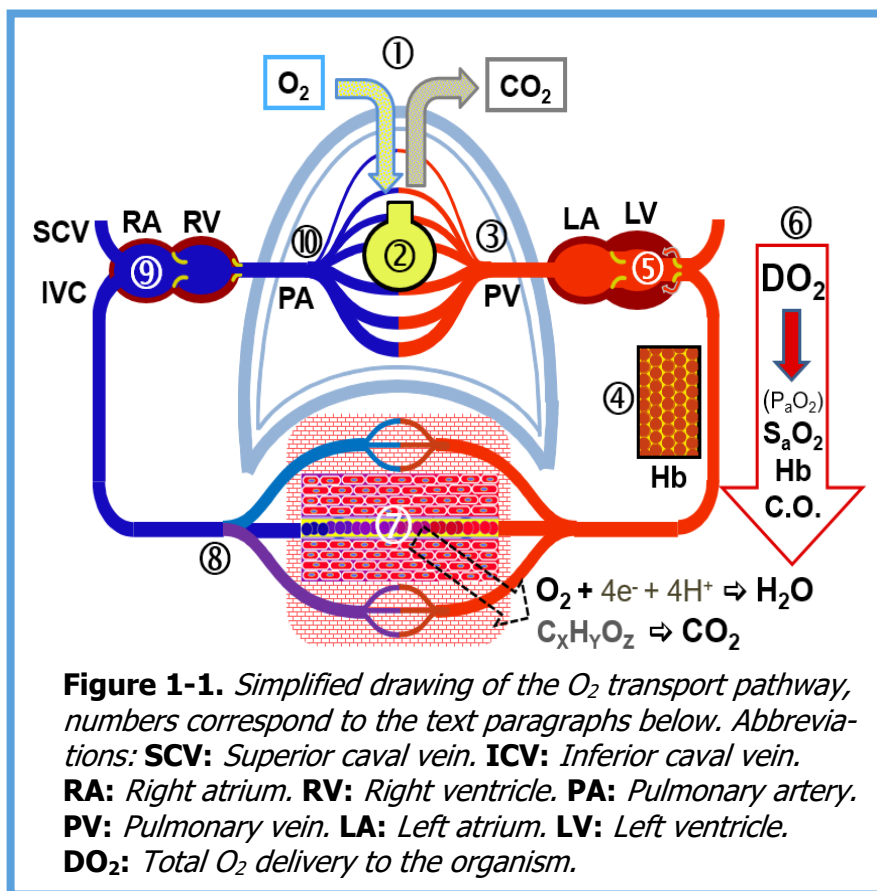 ①
O₂
CO₂
SCV
RA
RV
LA
LV
⑥
⑩
②
③
IVC
⑨
⑤
DO₂
PA
PV
(PₐO₂)
④
SₐO₂
Hb
Hb
C.O.
⑦
⑧
O₂ + 4e⁻ + 4H⁺ ⇨ H₂O
CₓHᵧO_Z ⇨ CO₂
Figure 1-1. Simplified drawing of the O₂ transport pathway,
numbers correspond to the text paragraphs below. Abbrevia-
tions: SCV: Superior caval vein. ICV: Inferior caval vein.
RA: Right atrium. RV: Right ventricle. PA: Pulmonary artery.
PV: Pulmonary vein. LA: Left atrium. LV: Left ventricle.
DO₂: Total O₂ delivery to the organism.